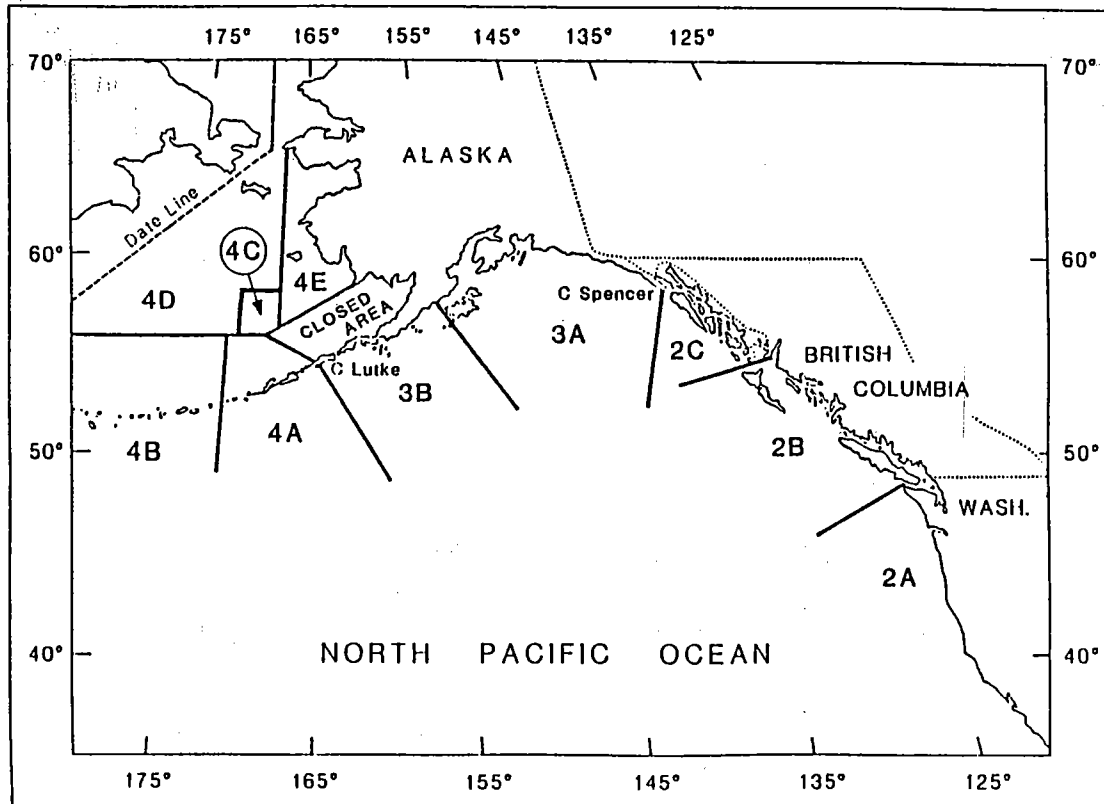 175° 165° 155° 145° 135° 125°
70° 70°
ALASKA
Date Line
4C
60° 60°
4E
4D
CLOSED
AREA
C Spencer
3A
2C
BRITISH
C Lutke
3B
COLUMBIA
4A
4B
50° 50°
2B
WASH.
2A
NORTH PACIFIC OCEAN
40° 40°
175° 165° 155° 145° 135° 125°